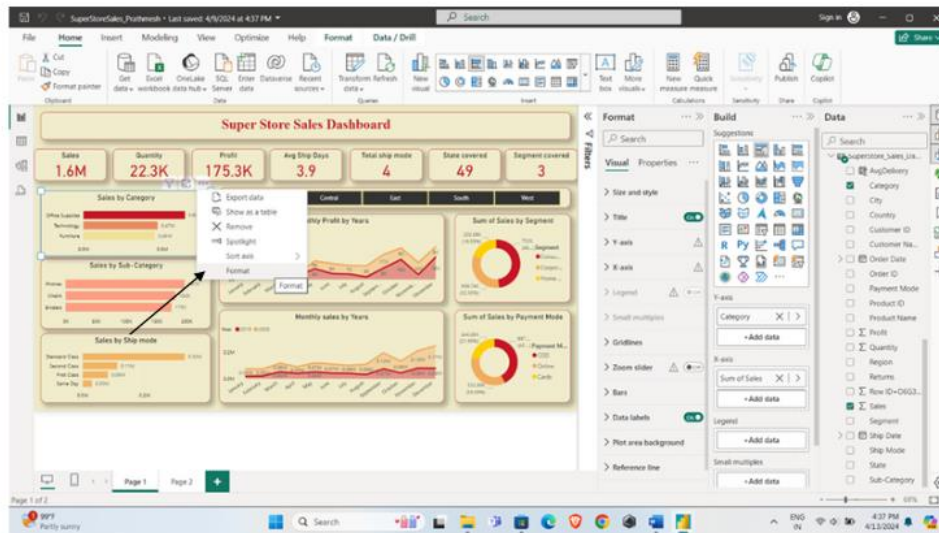 SuperStoreSales_Prathmesh • Last saved: 4/9/2024 at 4:37 PM
Search
Sign in
File Home Insert Modeling View Optimize Help Format Data / Drill
Share
Paste
Cut
Copy
Format painter
Get data
Excel workbook
OneLake data hub
SQL Server
Enter data
Dataverse
Recent sources
Transform data
Refresh
New visual
Text box
More visuals
New measure
Quick measure
Sensitivity
Publish
Copilot
Clipboard
Data
Queries
Insert
Calculations
Sensitivity
Share
Copilot
Super Store Sales Dashboard
Sales
1.6M
Quantity
22.3K
Profit
175.3K
Avg Ship Days
3.9
Total ship mode
4
State covered
49
Segment covered
3
Sales by Category
Office Supplies
Technology
Furniture
Central
East
South
West
Export data
Show as a table
Remove
Spotlight
Sort axis
Format
Format
Monthly Profit by Years
Sum of Sales by Segment
Segment
Sales by Sub- Category
Phones
Chairs
Binders
Monthly sales by Years
Sum of Sales by Payment Mode
Payment M...
COD
Online
Cards
Sales by Ship mode
Standard Class
Second Class
First Class
Same Day
Page 1
Page 2
Page 1 of 2
Filters
Format
Search
Visual Properties
Size and style
Title
Y-axis
X-axis
Legend
Small multiples
Gridlines
Zoom slider
Bars
Data labels
Plot area background
Reference line
Build
Suggestions
Y-axis
Category
+Add data
X-axis
Sum of Sales
+Add data
Legend
+Add data
Small multiples
+Add data
Data
Search
AvgDelivery
Category
City
Country
Customer ID
Customer Na...
Order Date
Order ID
Payment Mode
Product ID
Product Name
Profit
Quantity
Region
Returns
Row ID+O6G3...
Sales
Segment
Ship Date
Ship Mode
State
Sub-Category
99°F
Partly sunny
Search
ENG
IN
4:37 PM
4/13/2024